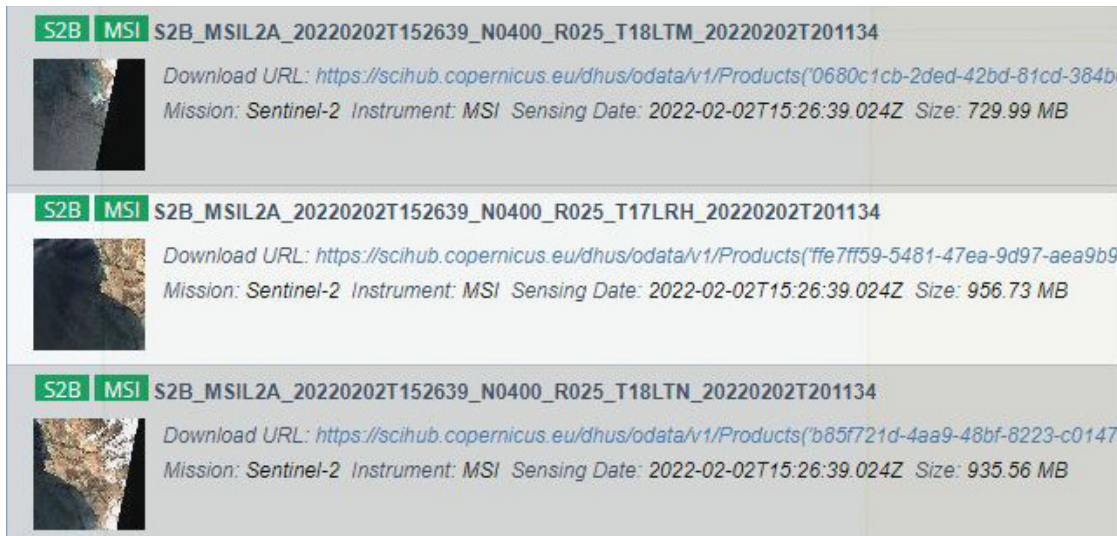 S2B MSI S2B_MSIL2A_20220202T152639_N0400_R025_T18LTM_20220202T201134
Download URL: https://scihub.copernicus.eu/dhus/odata/v1/Products('0680c1cb-2ded-42bd-81cd-384b
Mission: Sentinel-2 Instrument: MSI Sensing Date: 2022-02-02T15:26:39.024Z Size: 729.99 MB
S2B MSI S2B_MSIL2A_20220202T152639_N0400_R025_T17LRH_20220202T201134
Download URL: https://scihub.copernicus.eu/dhus/odata/v1/Products('ffe7ff59-5481-47ea-9d97-aea9b9
Mission: Sentinel-2 Instrument: MSI Sensing Date: 2022-02-02T15:26:39.024Z Size: 956.73 MB
S2B MSI S2B_MSIL2A_20220202T152639_N0400_R025_T18LTN_20220202T201134
Download URL: https://scihub.copernicus.eu/dhus/odata/v1/Products('b85f721d-4aa9-48bf-8223-c0147
Mission: Sentinel-2 Instrument: MSI Sensing Date: 2022-02-02T15:26:39.024Z Size: 935.56 MB